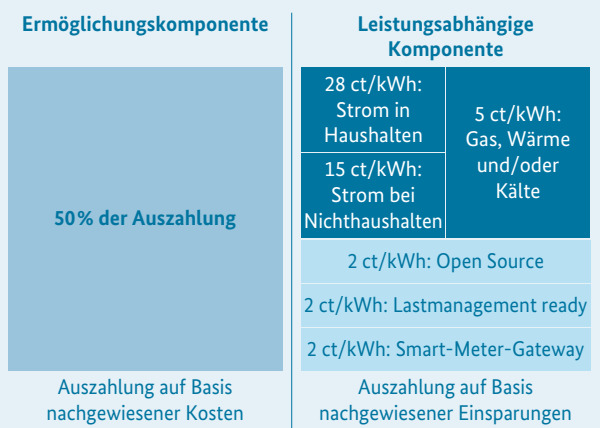 Ermöglichungskomponente
50% der Auszahlung
Auszahlung auf Basis
nachgewiesener Kosten
Leistungsabhängige
Komponente
28 ct/kWh:
Strom in
Haushalten
15 ct/kWh:
Strom bei
Nichthaushalten
5 ct/kWh:
Gas, Wärme
und/oder
Kälte
2 ct/kWh: Open Source
2 ct/kWh: Lastmanagement ready
2 ct/kWh: Smart-Meter-Gateway
Auszahlung auf Basis
nachgewiesener Einsparungen